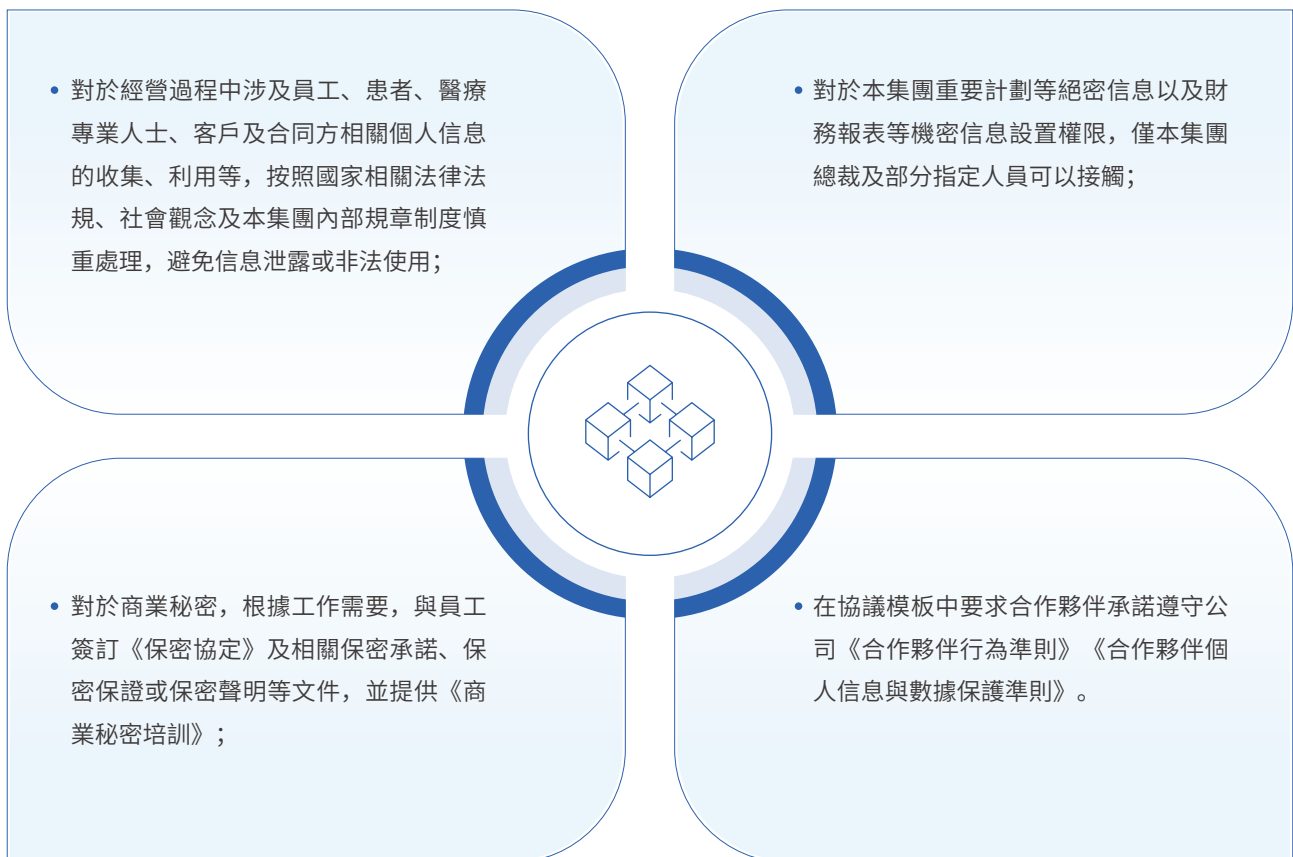 • 對於經營過程中涉及員工、患者、醫療
專業人士、客戶及合同方相關個人信息
的收集、利用等，按照國家相關法律法
規、社會觀念及本集團內部規章制度慎
重處理，避免信息泄露或非法使用；
• 對於本集團重要計劃等絕密信息以及財
務報表等機密信息設置權限，僅本集團
總裁及部分指定人員可以接觸；
• 對於商業秘密，根據工作需要，與員工
簽訂《保密協定》及相關保密承諾、保
密保證或保密聲明等文件，並提供《商
業秘密培訓》；
• 在協議模板中要求合作夥伴承諾遵守公
司《合作夥伴行為準則》《合作夥伴個
人信息與數據保護準則》。